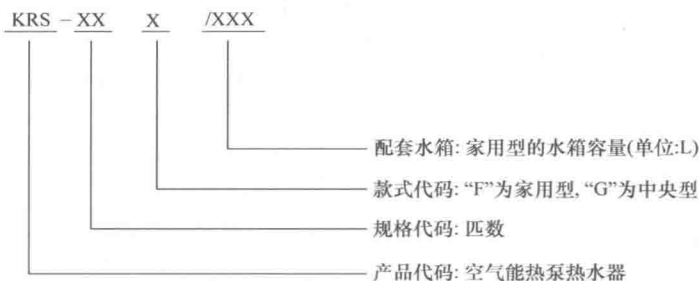 KRS – XX X /XXX
配套水箱: 家用型的水箱容量(单位:L)
款式代码: “F”为家用型, “G”为中央型
规格代码: 匹数
产品代码: 空气能热泵热水器